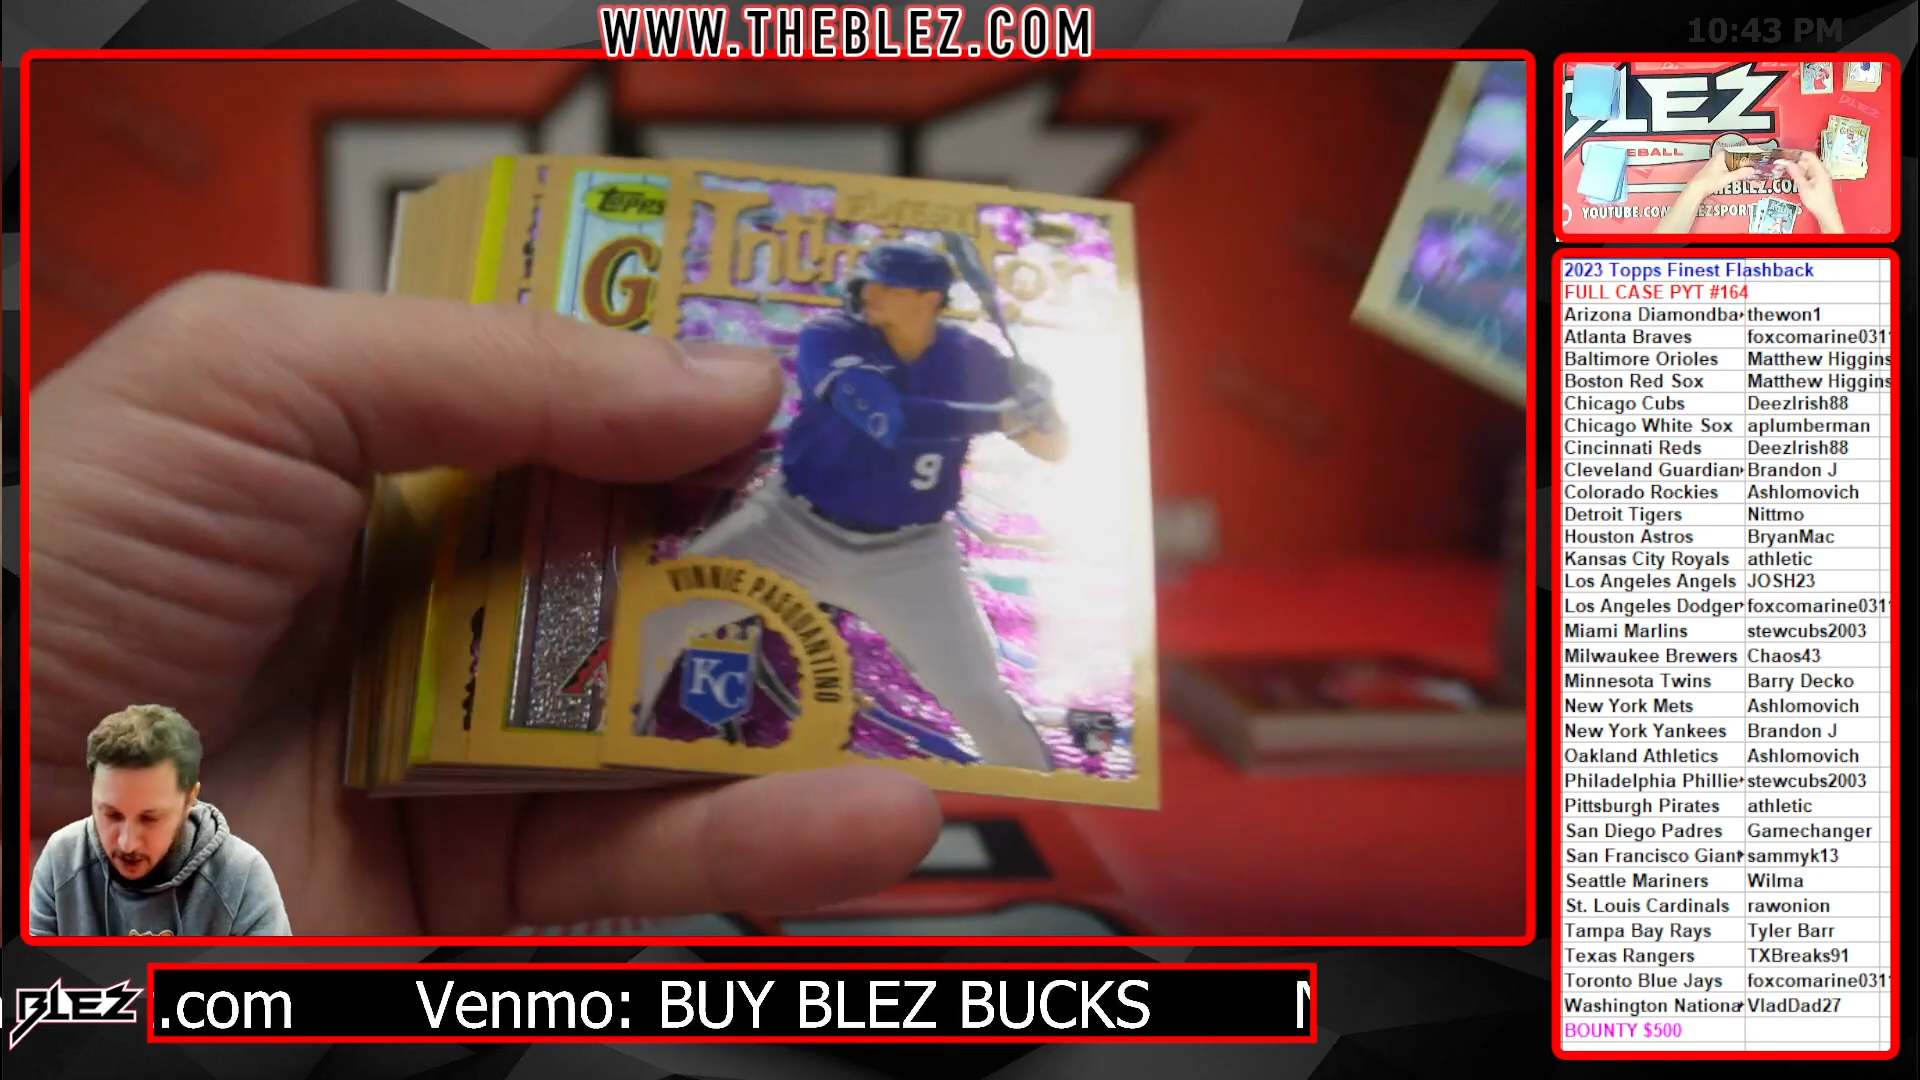 WWW.THEBLEZ.COM
10:43 PM
Topps
G
FINEST
Intimidator
9
VINNIE PASQUANTINO
KC
RC
LEZ
EBALL
YOUTUBE.COM
2023 Topps Finest Flashback
FULL CASE PYT #164
Arizona Diamondba thewon1
Atlanta Braves foxcomarine031
Baltimore Orioles Matthew Higgins
Boston Red Sox Matthew Higgins
Chicago Cubs DeezIrish88
Chicago White Sox aplumberman
Cincinnati Reds DeezIrish88
Cleveland Guardian Brandon J
Colorado Rockies Ashlomovich
Detroit Tigers Nittmo
Houston Astros BryanMac
Kansas City Royals athletic
Los Angeles Angels JOSH23
Los Angeles Dodger foxcomarine031
Miami Marlins stewcubs2003
Milwaukee Brewers Chaos43
Minnesota Twins Barry Decko
New York Mets Ashlomovich
New York Yankees Brandon J
Oakland Athletics Ashlomovich
Philadelphia Phillie stewcubs2003
Pittsburgh Pirates athletic
San Diego Padres Gamechanger
San Francisco Giant sammyk13
Seattle Mariners Wilma
St. Louis Cardinals rawonion
Tampa Bay Rays Tyler Barr
Texas Rangers TXBreaks91
Toronto Blue Jays foxcomarine031
Washington Nationa VladDad27
BOUNTY $500
BLEZ
.com Venmo: BUY BLEZ BUCKS